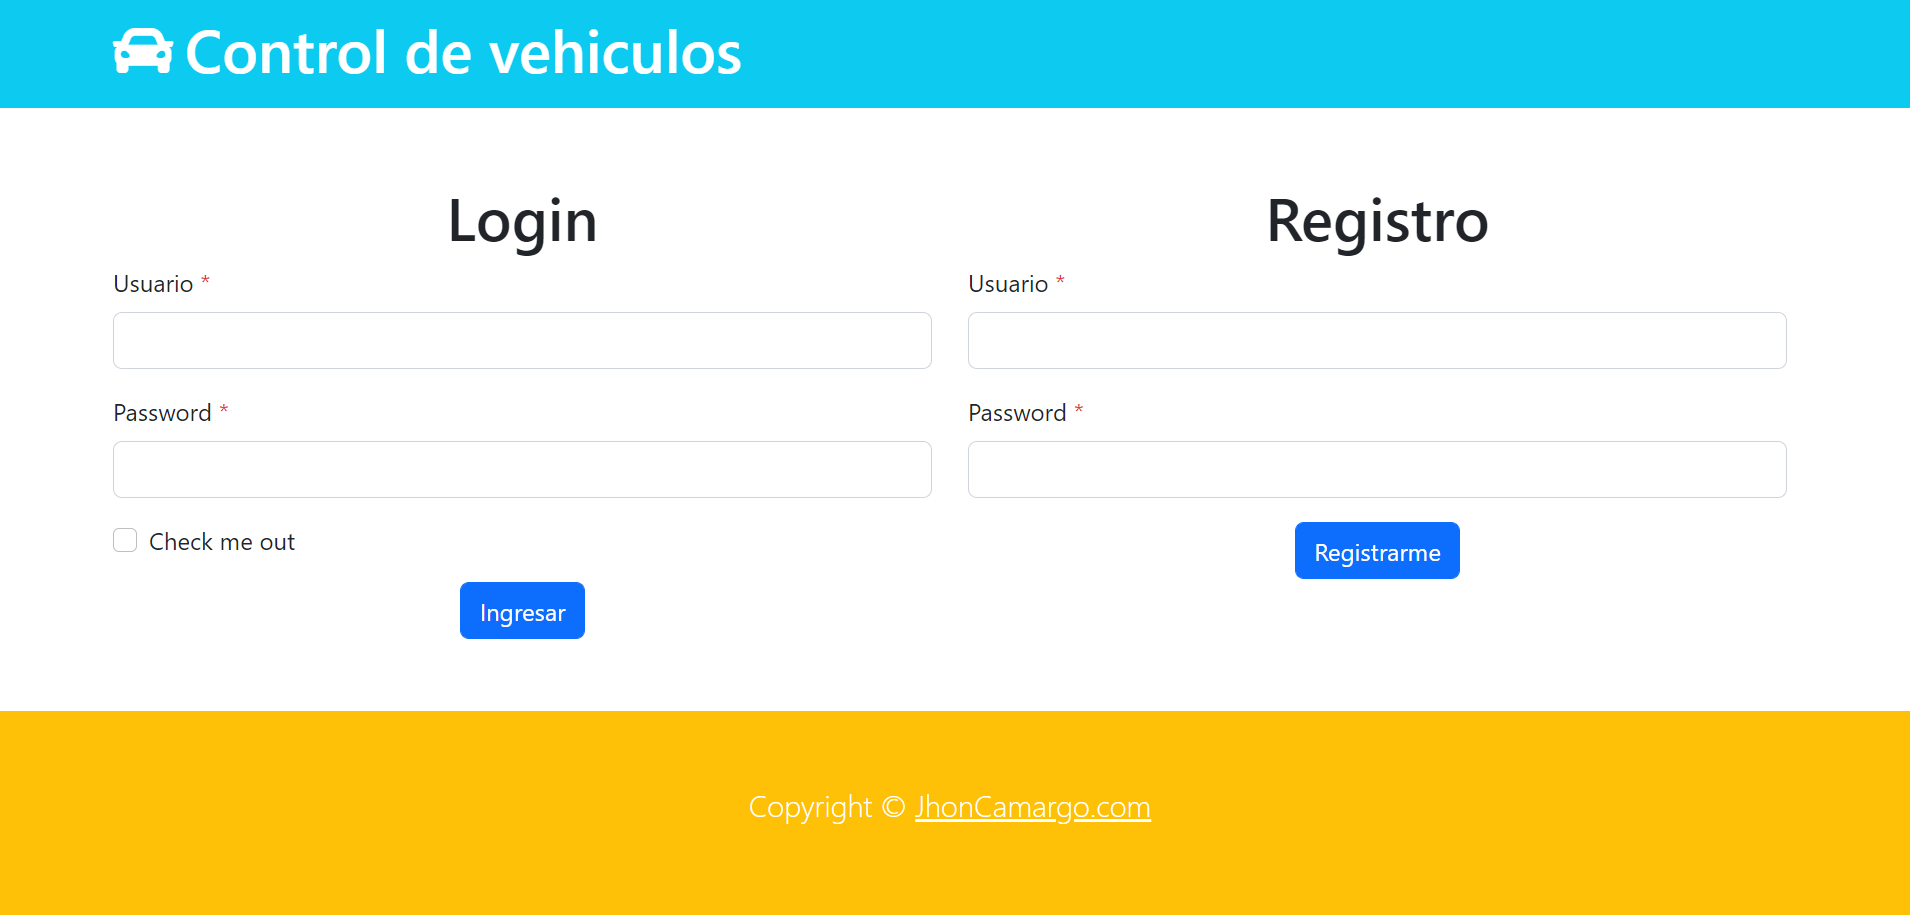 Control de vehiculos
Login
Usuario *
Password *
Check me out
Ingresar
Registro
Usuario *
Password *
Registrarme
Copyright © JhonCamargo.com